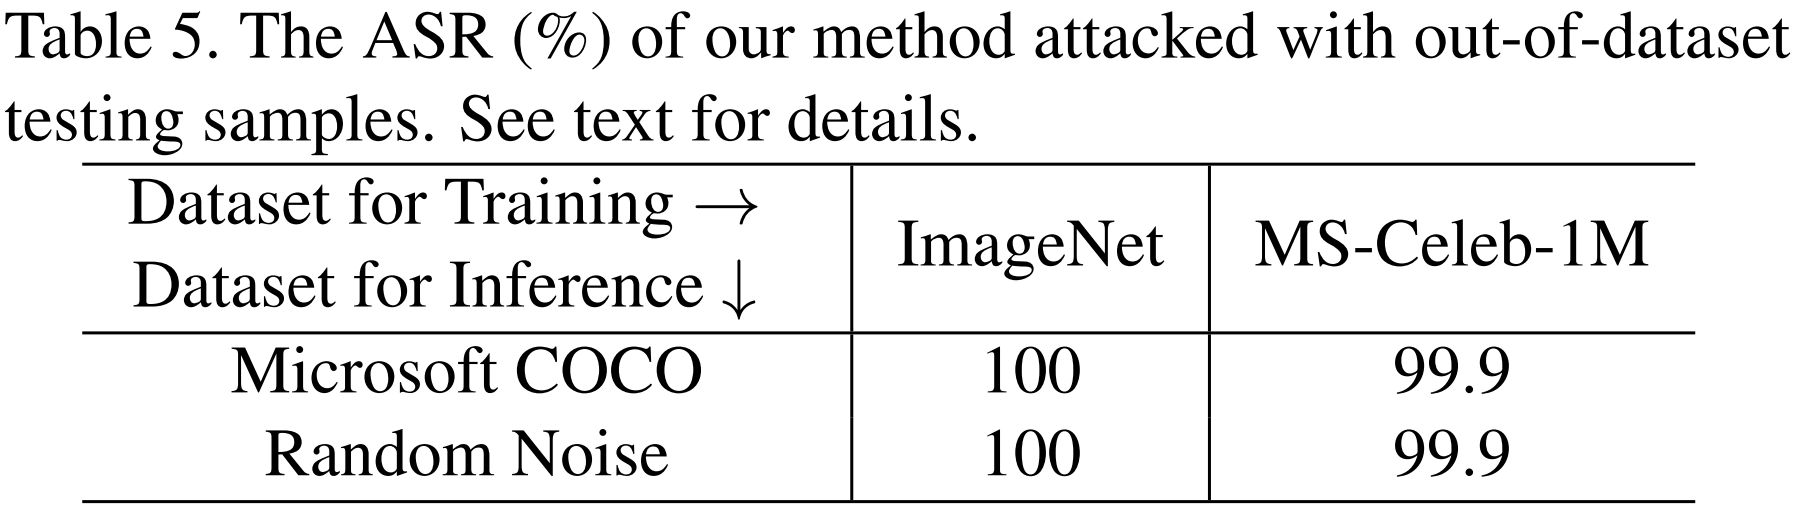 Table 5. The ASR (%) of our method attacked with out-of-dataset
testing samples. See text for details.
Dataset for Training →
Dataset for Inference ↓
ImageNet
MS-Celeb-1M
Microsoft COCO 100 99.9
Random Noise 100 99.9